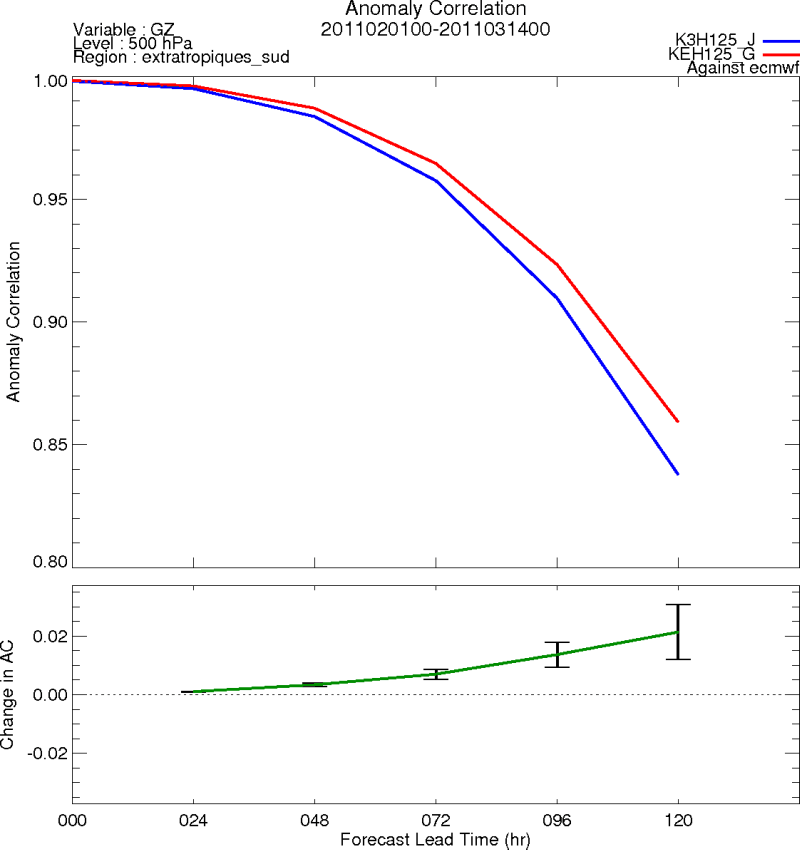 Anomaly Correlation
2011020100-2011031400
Variable : GZ
Level : 500 hPa
Region : extratropiques_sud
K3H125_J
KEH125_G
Against ecmwf
1.00
0.95
0.90
0.85
0.80
Anomaly Correlation
0.02
0.00
-0.02
Change in AC
000 024 048 072 096 120
Forecast Lead Time (hr)